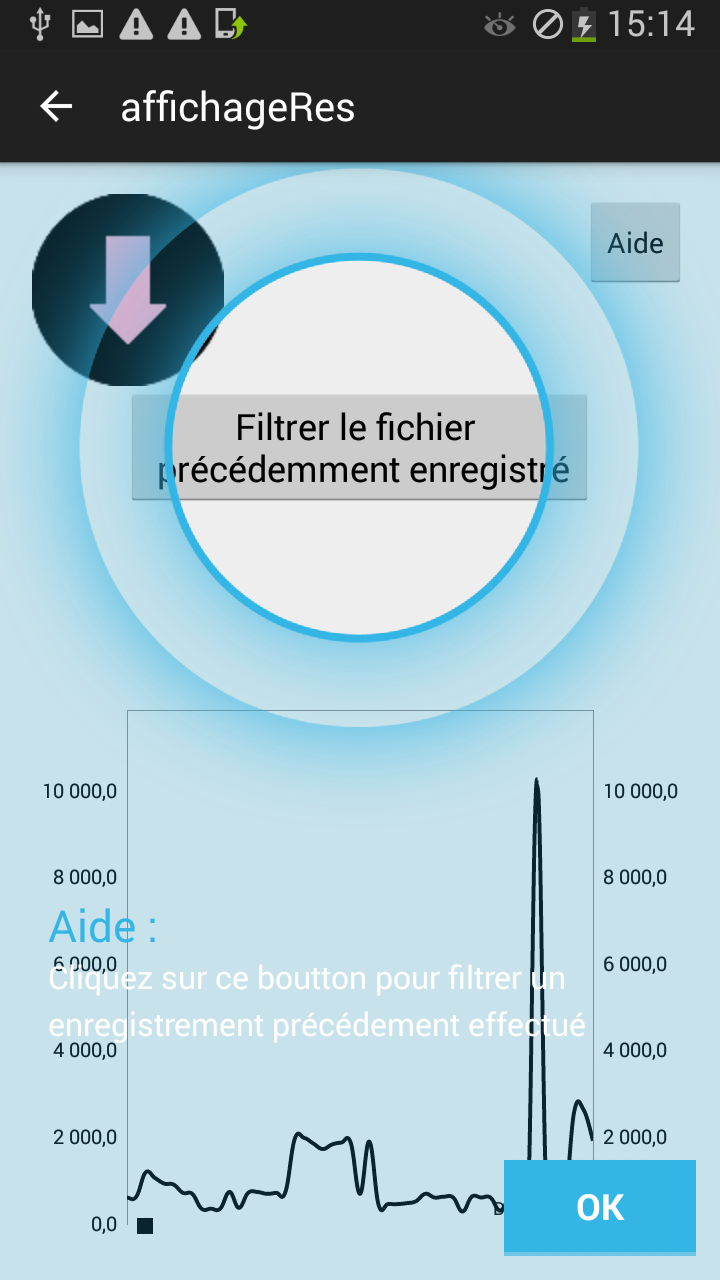 15:14
affichageRes
Aide
Filtrer le fichier
précédemment enregistré
10 000,0 10 000,0
8 000,0 8 000,0
Aide :
6 000,0 6 000,0
Cliquez sur ce boutton pour filtrer un
enregistrement précédement effectué
4 000,0 4 000,0
2 000,0 2 000,0
OK
0,0